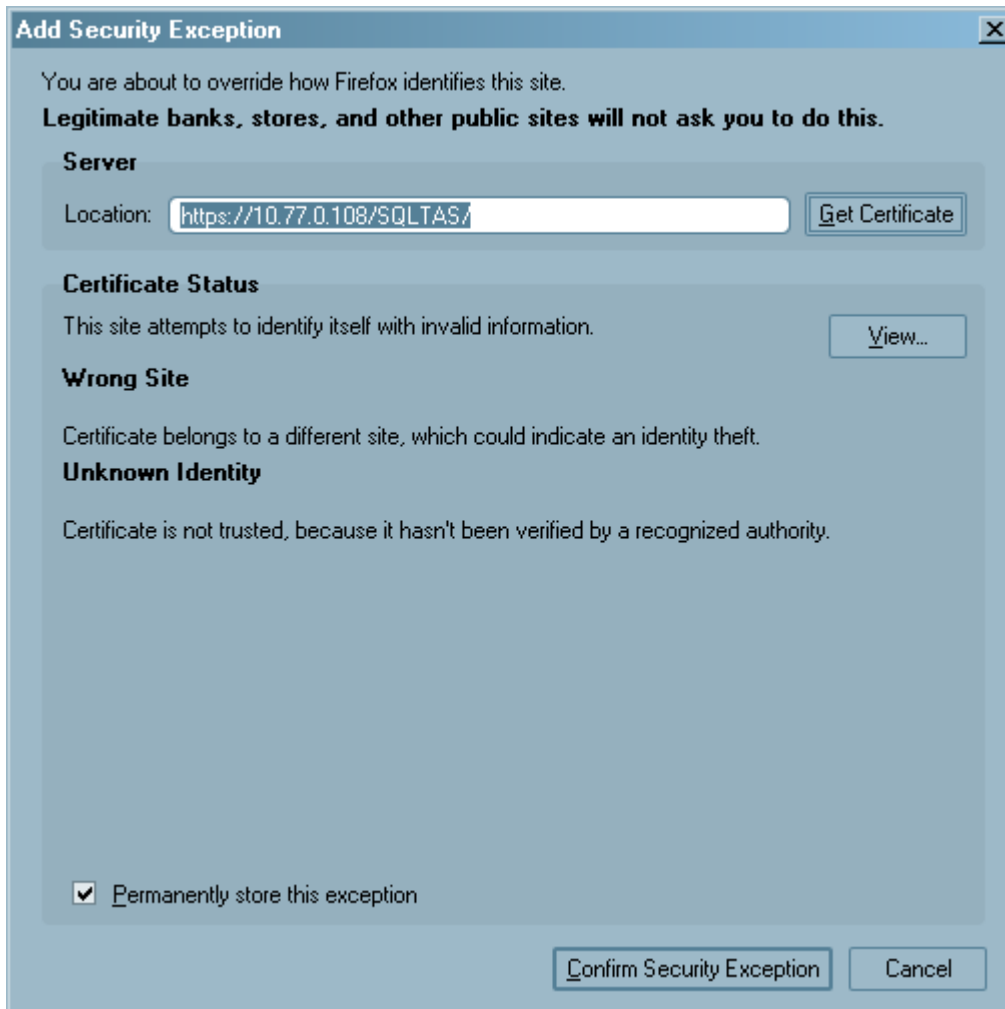 Add Security Exception
You are about to override how Firefox identifies this site.
Legitimate banks, stores, and other public sites will not ask you to do this.
Server
Location: https://10.77.0.108/SQLTAS/ Get Certificate
Certificate Status
This site attempts to identify itself with invalid information.
View...
Wrong Site
Certificate belongs to a different site, which could indicate an identity theft.
Unknown Identity
Certificate is not trusted, because it hasn't been verified by a recognized authority.
Permanently store this exception
Confirm Security Exception Cancel